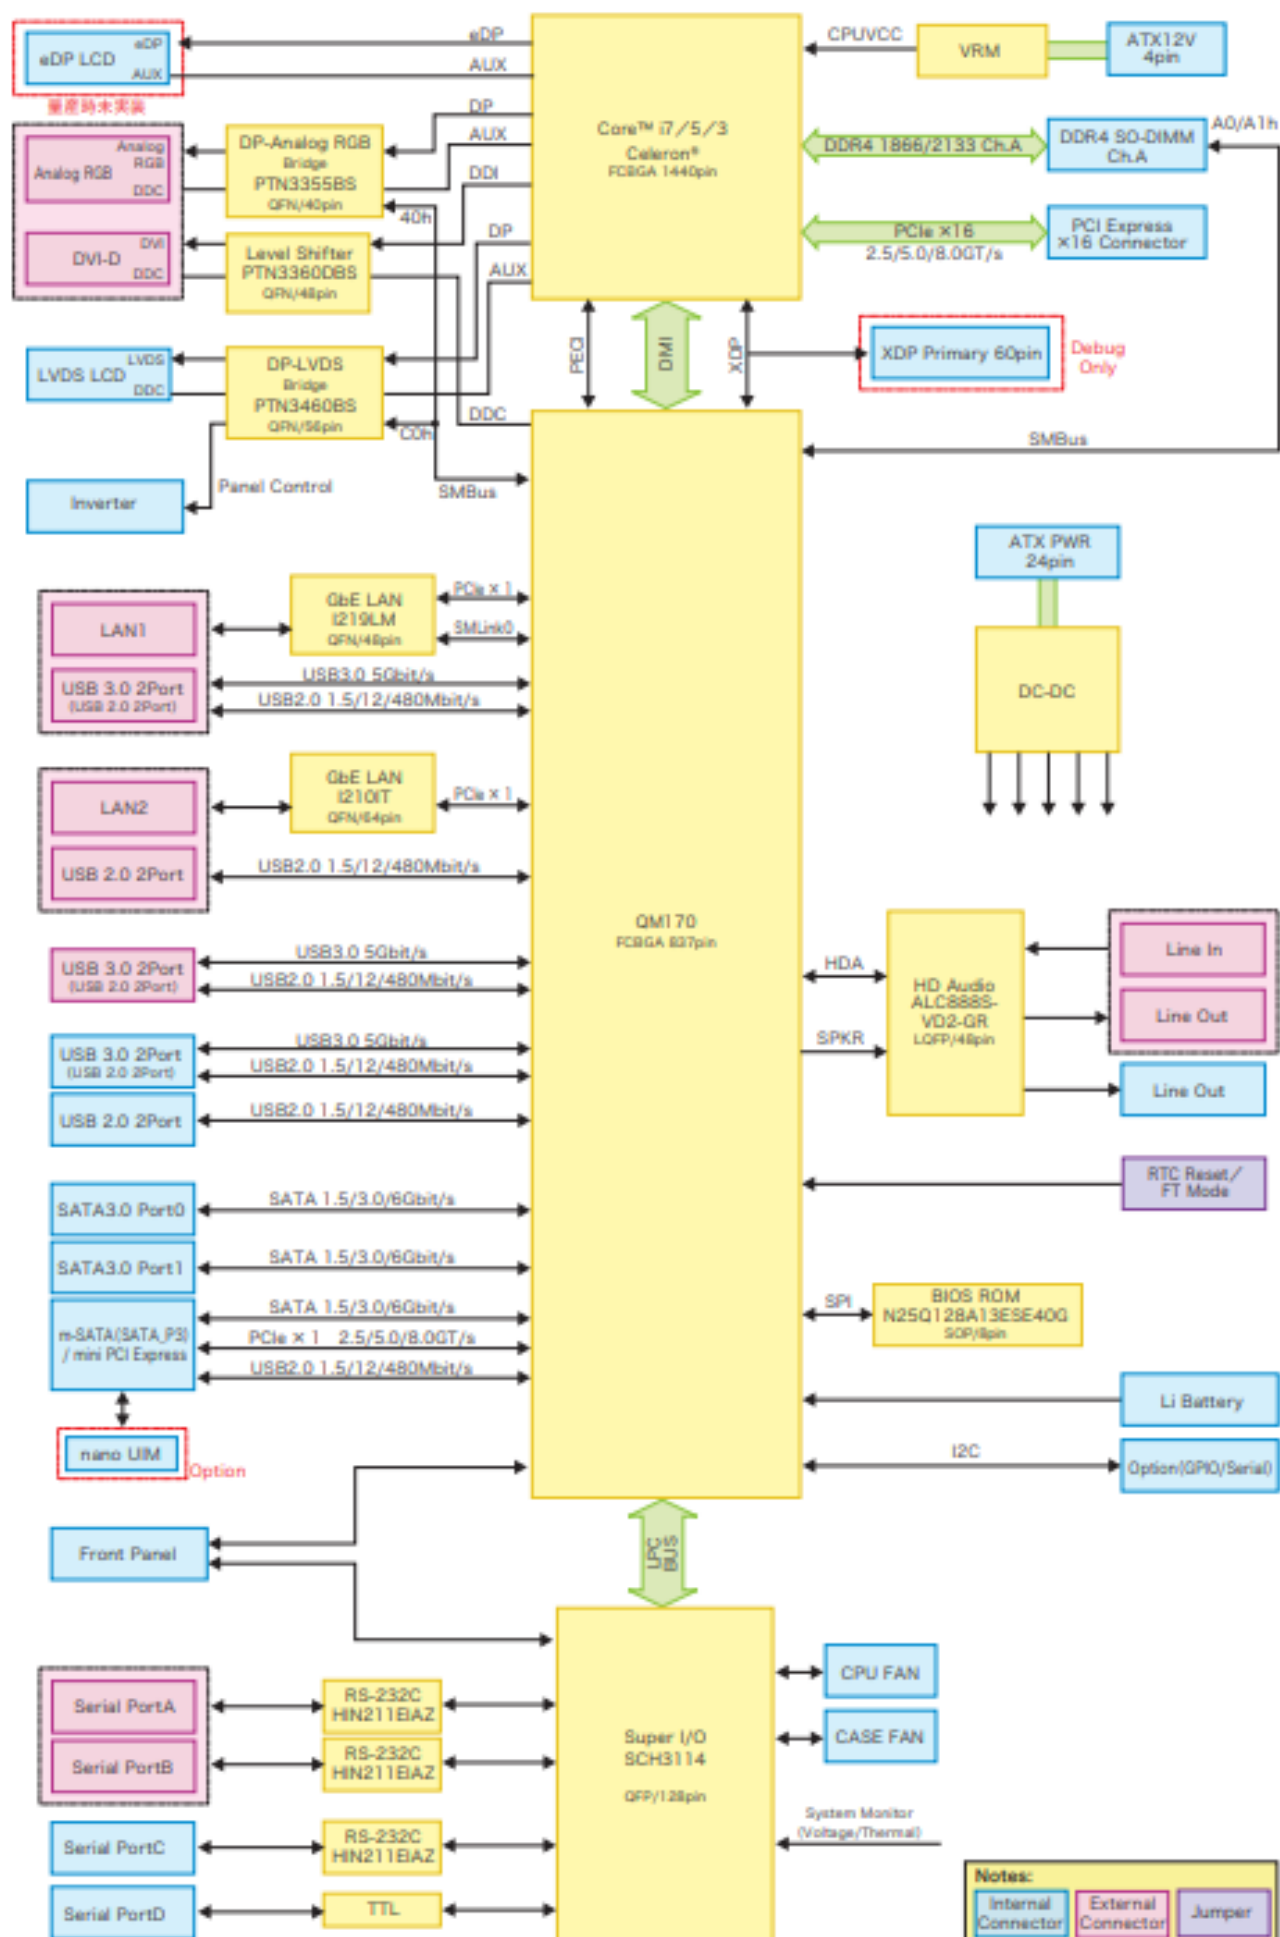 eDP LCD
eDP
AUX
量産時未実装
eDP
AUX
DP
AUX
DDI
DP
AUX
Analog RGB
Analog
RGB
DDC
DVI-D
DVI
DDC
DP-Analog RGB
Bridge
PTN3355BS
QFN/40pin
40h
Level Shifter
PTN3360DBS
QFN/48pin
LVDS LCD
LVDS
DDC
DP-LVDS
Bridge
PTN3460BS
QFN/56pin
C0h
DDC
Inverter
Panel Control
SMBus
Core™ i7/5/3
Celeron®
FCBGA 1440pin
CPUVCC
VRM
ATX12V
4pin
DDR4 1866/2133 Ch.A
DDR4 SO-DIMM
Ch.A
A0/A1h
PCIe ×16
2.5/5.0/8.0GT/s
PCI Express
×16 Connector
PECI
DMI
XDP
XDP Primary 60pin
Debug
Only
SMBus
ATX PWR
24pin
DC-DC
LAN1
USB 3.0 2Port
(USB 2.0 2Port)
GbE LAN
I219LM
QFN/48pin
PCIe × 1
SMLink0
USB3.0 5Gbit/s
USB2.0 1.5/12/480Mbit/s
LAN2
USB 2.0 2Port
GbE LAN
I210IT
QFN/64pin
PCIe × 1
USB2.0 1.5/12/480Mbit/s
QM170
FCBGA 837pin
USB 3.0 2Port
(USB 2.0 2Port)
USB3.0 5Gbit/s
USB2.0 1.5/12/480Mbit/s
USB 3.0 2Port
(USB 2.0 2Port)
USB3.0 5Gbit/s
USB2.0 1.5/12/480Mbit/s
USB 2.0 2Port
USB2.0 1.5/12/480Mbit/s
HDA
SPKR
HD Audio
ALC888S-
VD2-GR
LQFP/48pin
Line In
Line Out
Line Out
RTC Reset/
FT Mode
SATA3.0 Port0
SATA 1.5/3.0/6Gbit/s
SATA3.0 Port1
SATA 1.5/3.0/6Gbit/s
m-SATA(SATA_P3)
/ mini PCI Express
SATA 1.5/3.0/6Gbit/s
PCIe × 1 2.5/5.0/8.0GT/s
USB2.0 1.5/12/480Mbit/s
SPI
BIOS ROM
N25Q128A13ESE40G
SOP/8pin
Li Battery
I2C
Option(GPIO/Serial)
nano UIM
Option
Front Panel
LPC
BUS
Serial PortA
RS-232C
HIN211EIAZ
Serial PortB
RS-232C
HIN211EIAZ
Serial PortC
RS-232C
HIN211EIAZ
Serial PortD
TTL
Super I/O
SCH3114
QFP/128pin
CPU FAN
CASE FAN
System Monitor
(Voltage/Thermal)
Notes:
Internal
Connector
External
Connector
Jumper